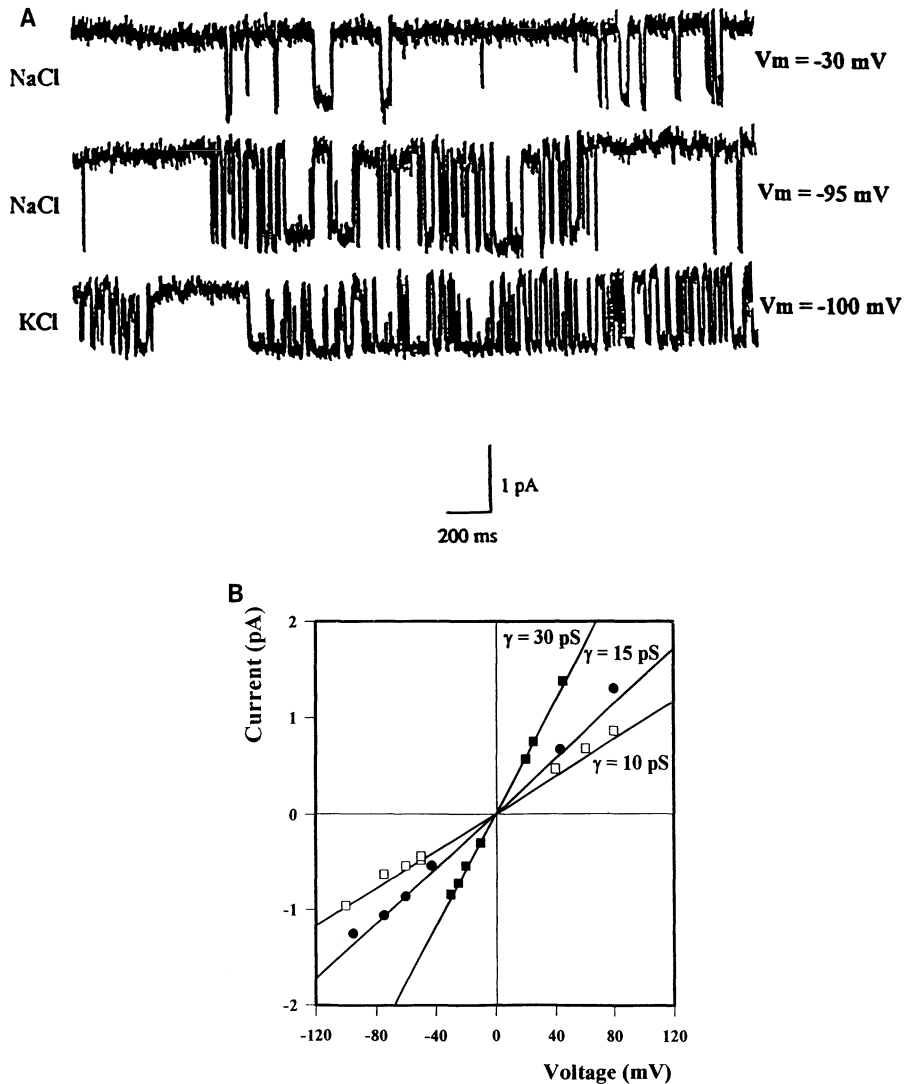 A
NaCl
Vm = -30 mV
NaCl
Vm = -95 mV
KCl
Vm = -100 mV
1 pA
200 ms
B
Current (pA)
2
1
0
-1
-2
γ = 30 pS
γ = 15 pS
γ = 10 pS
-120 -80 -40 0 40 80 120
Voltage (mV)